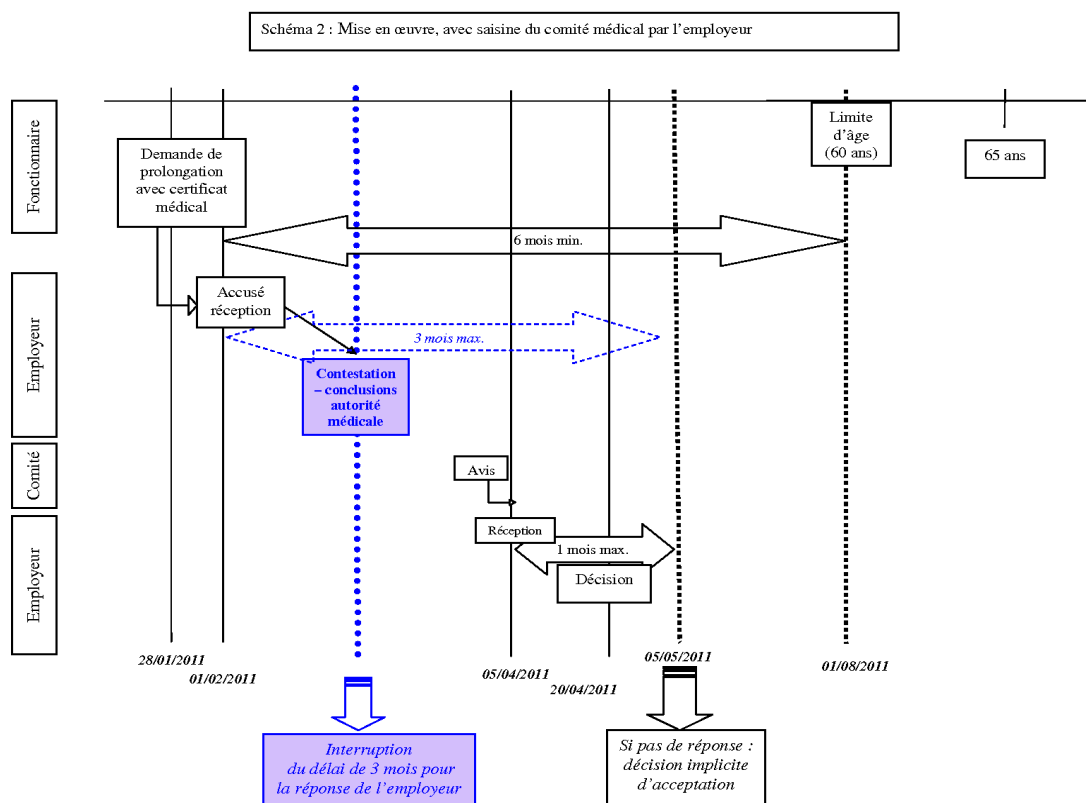 Schéma 2 : Mise en œuvre, avec saisine du comité médical par l'employeur
Fonctionnaire
Demande de
prolongation
avec certificat
médical
Limite
d'âge
(60 ans)
65 ans
6 mois min.
Employeur
Accusé
réception
3 mois max.
Contestation
– conclusions
autorité
médicale
Comité
Avis
Employeur
Réception
1 mois max.
Décision
28/01/2011
01/02/2011
05/04/2011
20/04/2011
05/05/2011
01/08/2011
Interruption
du délai de 3 mois pour
la réponse de l'employeur
Si pas de réponse :
décision implicite
d'acceptation